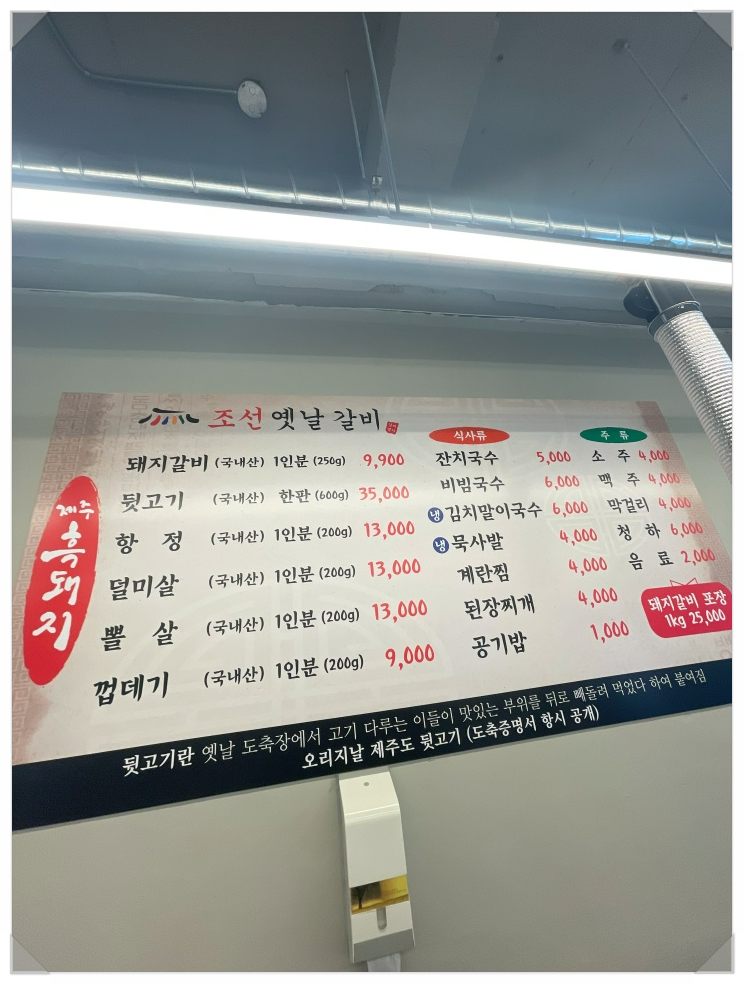 조선 옛날 갈비
제주 흑돼지
돼지갈비 (국내산) 1인분 (250g) 9,900
뒷고기 (국내산) 한판 (600g) 35,000
항 정 (국내산) 1인분 (200g) 13,000
덜미살 (국내산) 1인분 (200g) 13,000
뽈 살 (국내산) 1인분 (200g) 13,000
껍데기 (국내산) 1인분 (200g) 9,000
식사류
잔치국수 5,000
비빔국수 6,000
냉 김치말이국수 6,000
냉 묵사발 4,000
계란찜 4,000
된장찌개 4,000
공기밥 1,000
주 류
소 주 4,000
맥 주 4,000
막걸리 4,000
청 하 6,000
음 료 2,000
돼지갈비 포장
1kg 25,000
뒷고기란 옛날 도축장에서 고기 다루는 이들이 맛있는 부위를 뒤로 빼돌려 먹었다 하여 붙여짐
오리지날 제주도 뒷고기 (도축증명서 항시 공개)